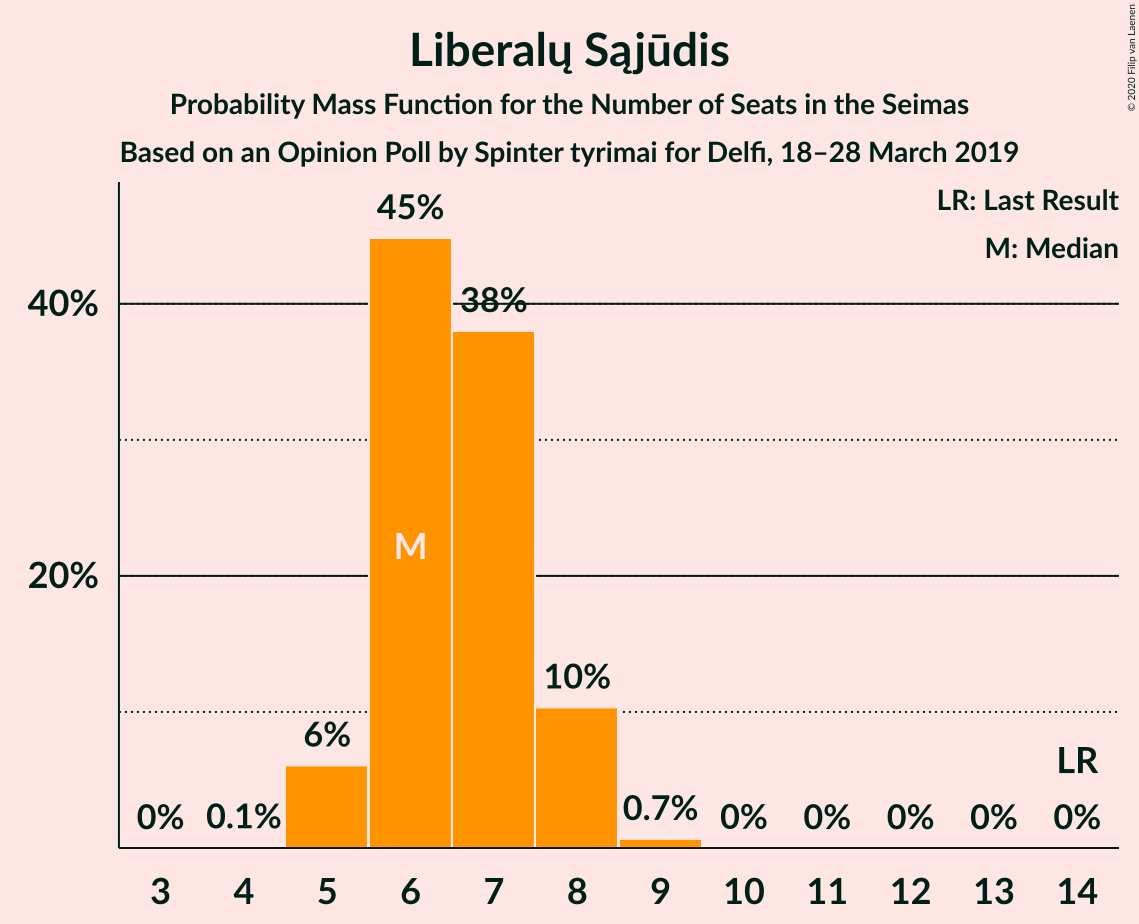 Liberalų Sąjūdis
Probability Mass Function for the Number of Seats in the Seimas
Based on an Opinion Poll by Spinter tyrimai for Delfi, 18–28 March 2019
© 2020 Filip van Laenen
LR: Last Result
M: Median
45%
38%
40%
M
20%
10%
6%
LR
0% 0.1% 0.7% 0% 0% 0% 0% 0%
3 4 5 6 7 8 9 10 11 12 13 14